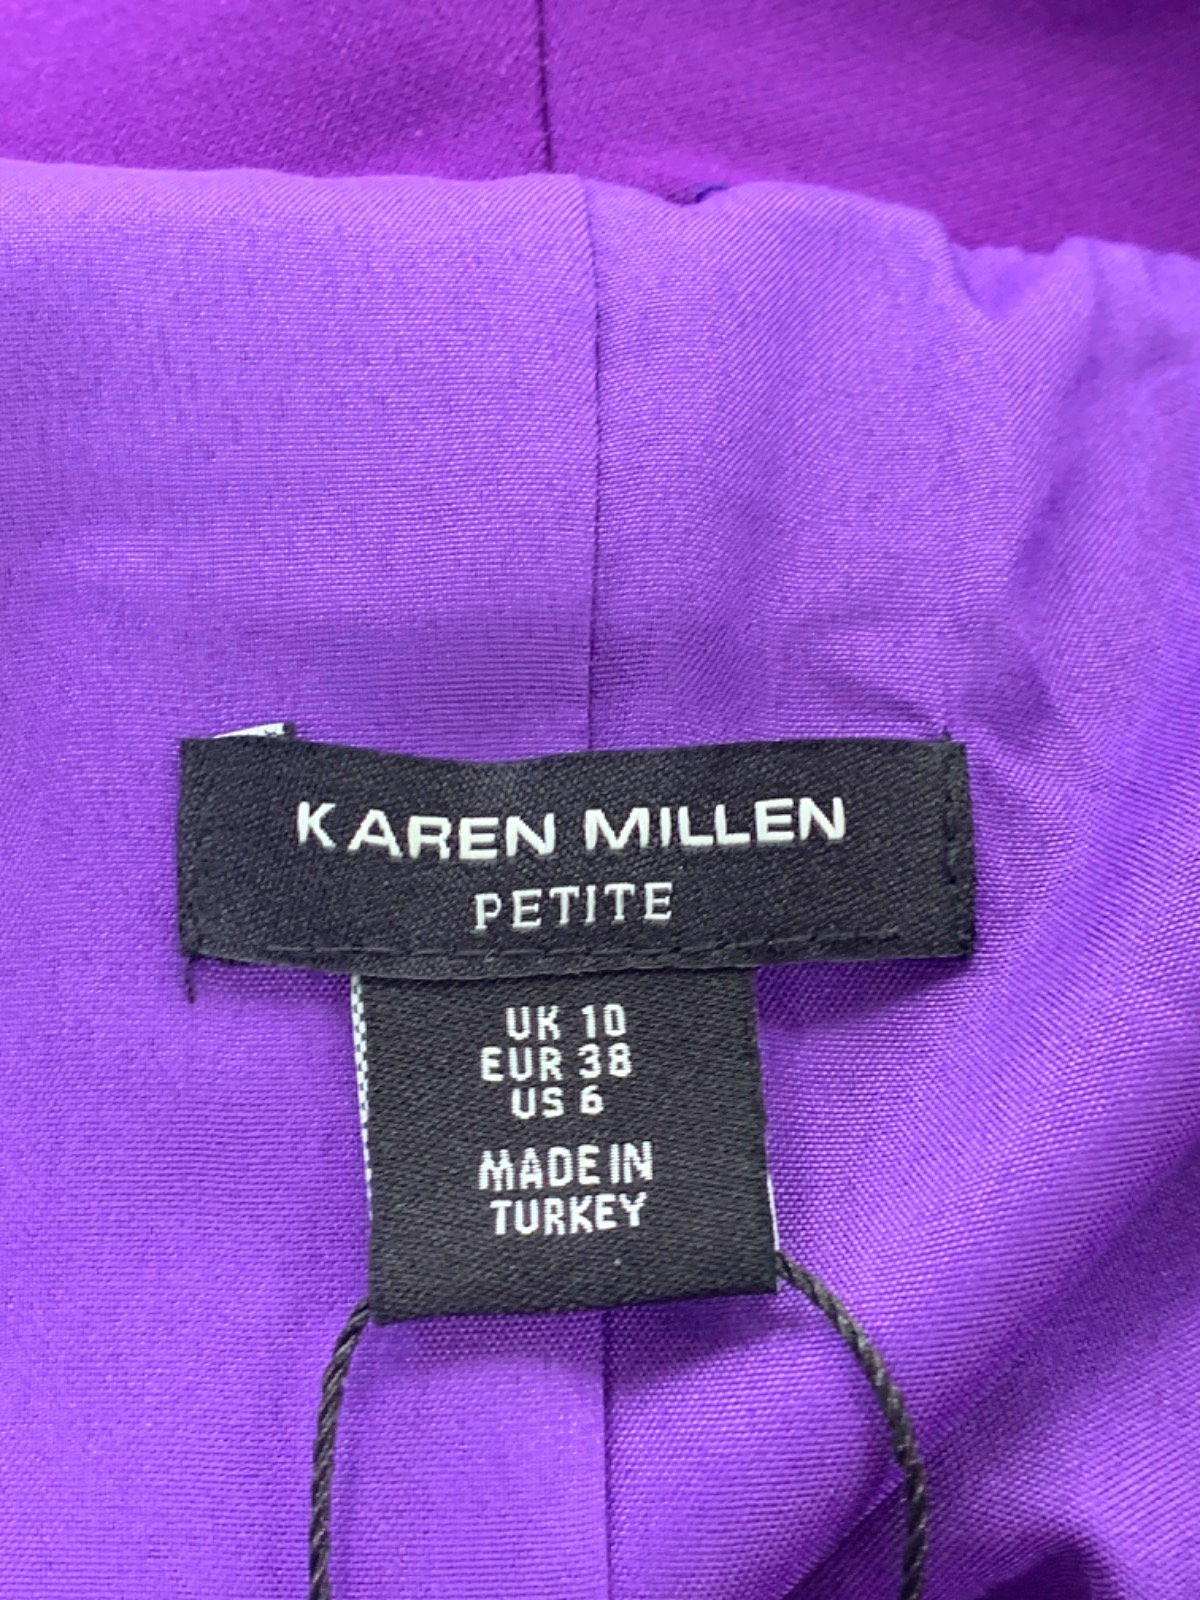 KAREN MILLEN
PETITE
UK 10
EUR 38
US 6
MADE IN
TURKEY